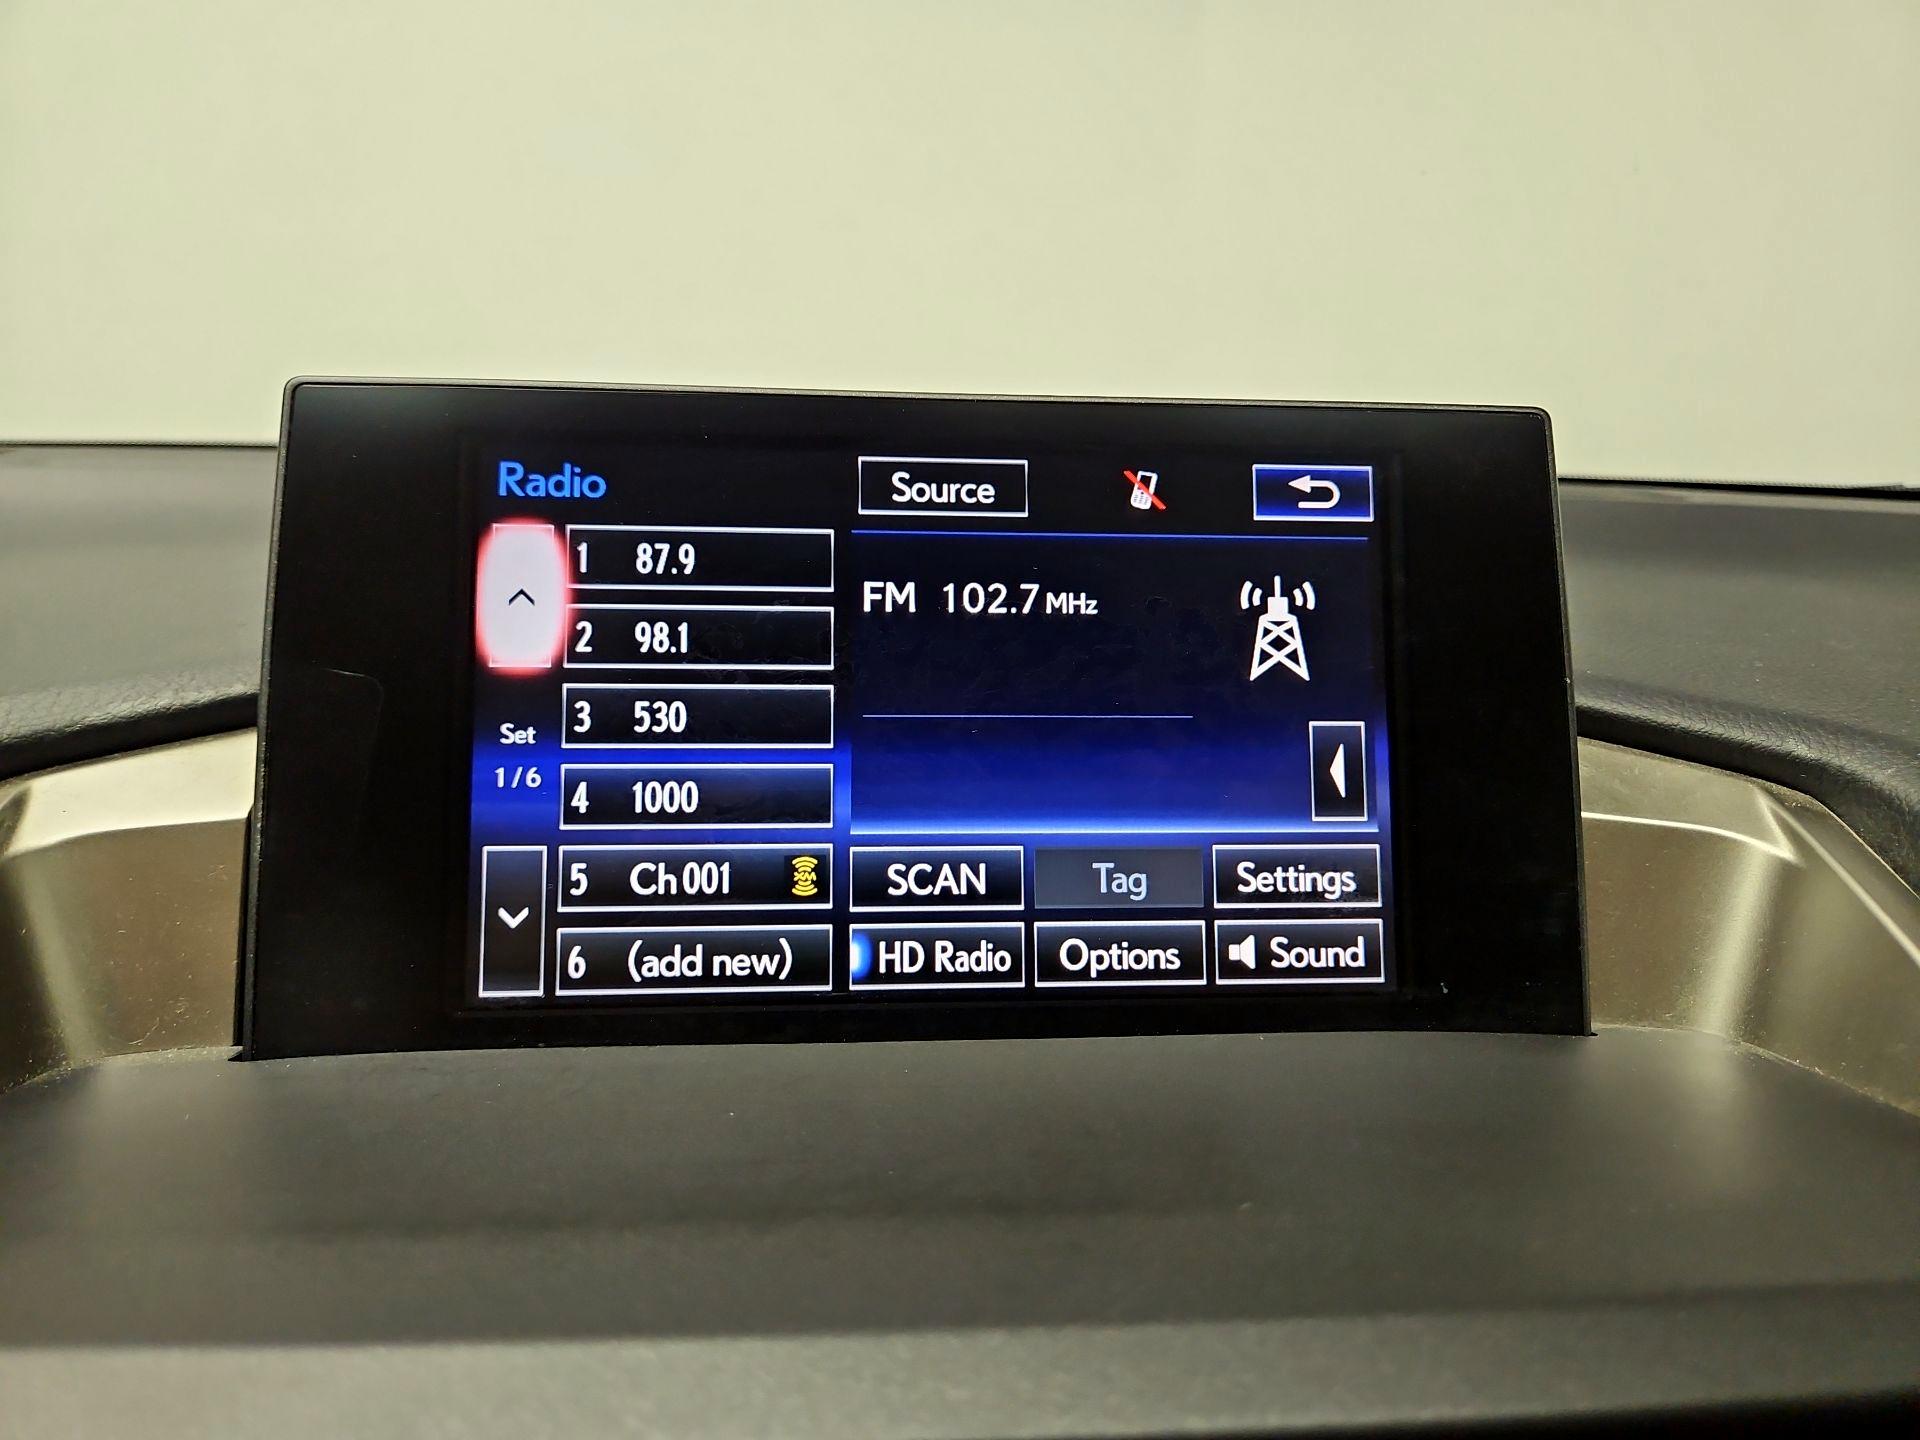 Radio
Source
1 87.9
2 98.1
3 530
4 1000
5 Ch 001 XM
6 (add new)
Set
1/6
FM 102.7 MHz
SCAN
Tag
Settings
HD Radio
Options
Sound